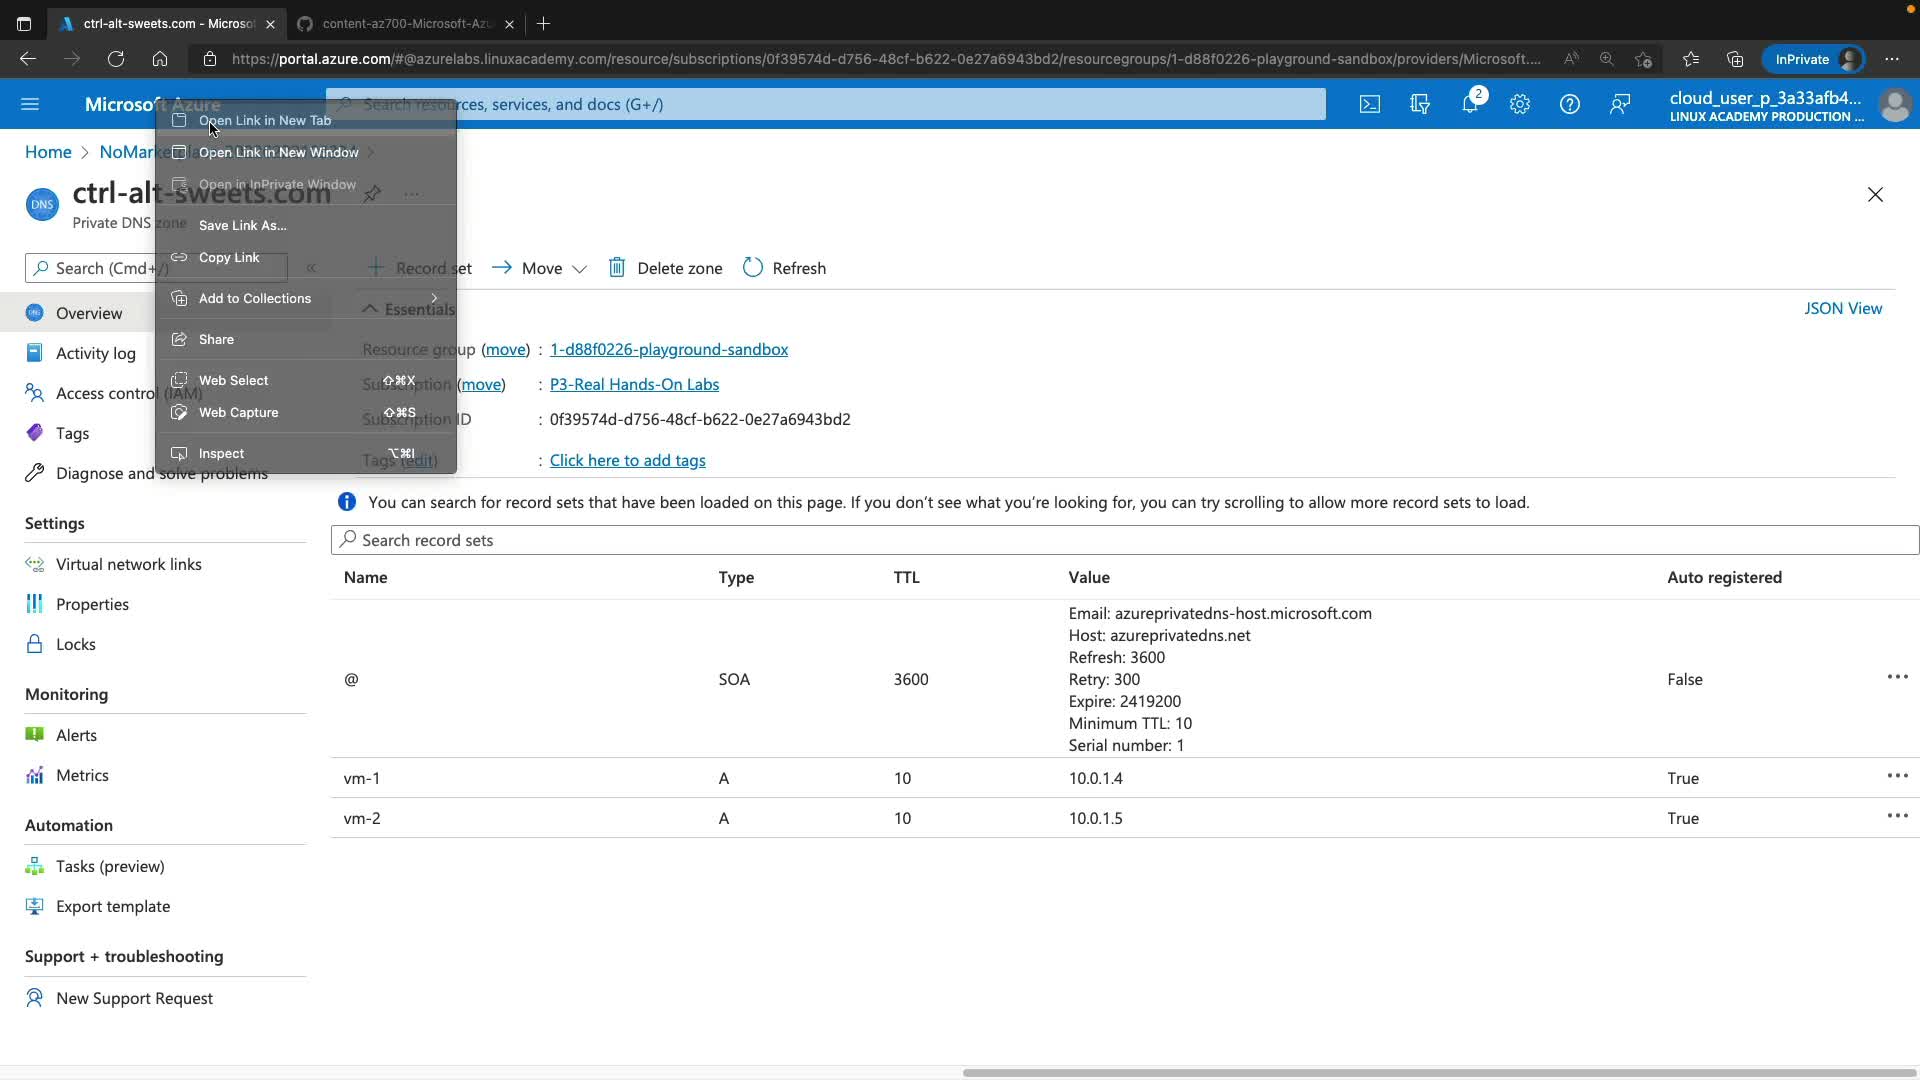 ctrl-alt-sweets.com - Microso
content-az700-Microsoft-Az
https://portal.azure.com/#@azurelabs.linuxacademy.com/resource/subscriptions/0f39574d-d756-48cf-b622-0e27a6943bd2/resourcegroups/1-d88f0226-playground-sandbox/providers/Microsoft....
InPrivate
Microsoft Azure
Search resources, services, and docs (G+/)
2
cloud_user_p_3a33afb4...
LINUX ACADEMY PRODUCTION ...
Home > NoMarke
ctrl-alt-sweets.com
Private DNS zone
DNS
Open Link in New Tab
Open Link in New Window
Open in InPrivate Window
Save Link As...
Copy Link
Add to Collections
Share
Web Select ⇧⌘X
Web Capture ⇧⌘S
Inspect ⌥⌘I
Search (Cmd+/)
Record set
Move
Delete zone
Refresh
Overview
Activity log
Access control (IAM)
Tags
Diagnose and solve problems
Settings
Virtual network links
Properties
Locks
Monitoring
Alerts
Metrics
Automation
Tasks (preview)
Export template
Support + troubleshooting
New Support Request
Essentials
JSON View
Resource group (move) : 1-d88f0226-playground-sandbox
Subscription (move) : P3-Real Hands-On Labs
Subscription ID : 0f39574d-d756-48cf-b622-0e27a6943bd2
Tags (edit) : Click here to add tags
You can search for record sets that have been loaded on this page. If you don't see what you're looking for, you can try scrolling to allow more record sets to load.
Search record sets
Name Type TTL Value Auto registered
Email: azureprivatedns-host.microsoft.com
Host: azureprivatedns.net
Refresh: 3600
@ SOA 3600 Retry: 300 False
Expire: 2419200
Minimum TTL: 10
Serial number: 1
vm-1 A 10 10.0.1.4 True
vm-2 A 10 10.0.1.5 True